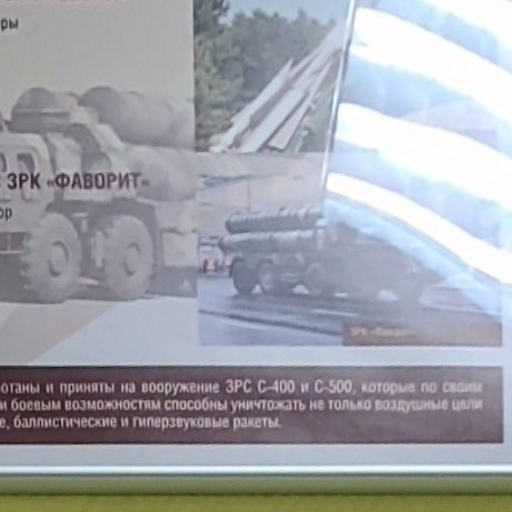 ры
ЗРК «ФАВОРИТ»
ор
ЗРК
отаны и приняты на вооружение ЗРС С-400 и С-500, которые по своим
и боевым возможностям способны уничтожать не только воздушные цели
е, баллистические и гиперзвуковые ракеты.